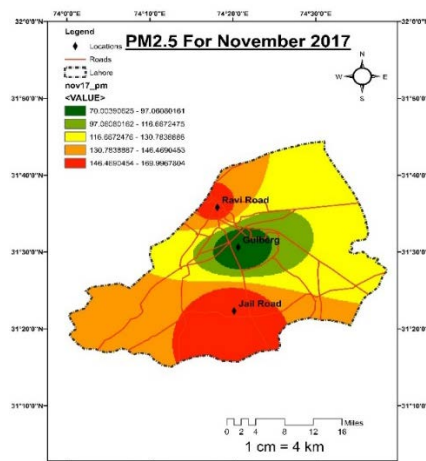 74°0'0"E 74°10'0"E 74°20'0"E 74°30'0"E
PM2.5 For November 2017
Legend
Locations
Roads
Lahore
nov17_pm
<VALUE>
70.00390625 - 97.06080161
97.06080162 - 116.6672475
116.6672476 - 130.7838886
130.7838887 - 146.4690453
146.4690454 - 169.9967804
N
W E
S
32°0'0"N
31°50'0"N
31°40'0"N
31°30'0"N
31°20'0"N
31°10'0"N
Ravi Road
Gulberg
Jail Road
32°0'0"N
31°50'0"N
31°40'0"N
31°30'0"N
31°20'0"N
31°10'0"N
Miles
0 2 4 8 12 16
1 cm = 4 km